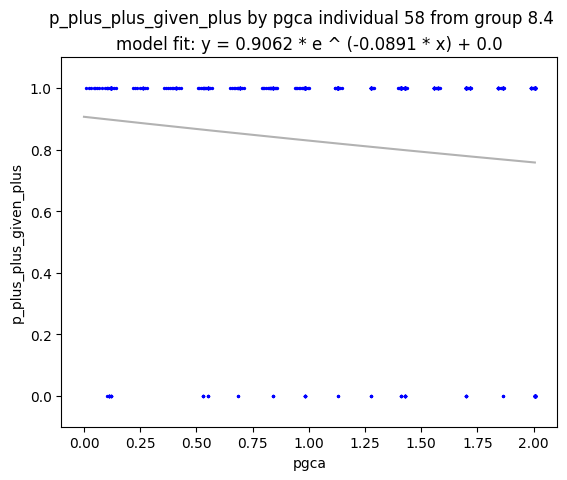 p_plus_plus_given_plus by pgca individual 58 from group 8.4
model fit: y = 0.9062 * e ^ (-0.0891 * x) + 0.0
p_plus_plus_given_plus
1.0
0.8
0.6
0.4
0.2
0.0
0.00 0.25 0.50 0.75 1.00 1.25 1.50 1.75 2.00
pgca